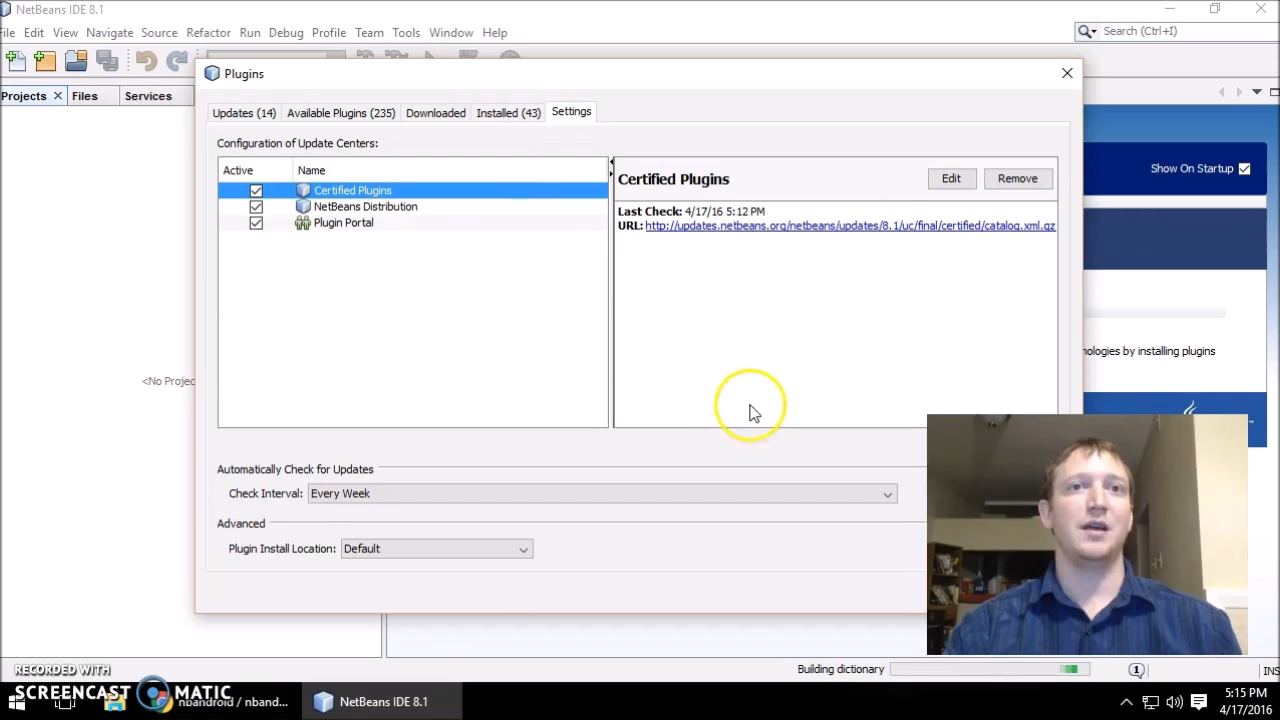 NetBeans IDE 8.1
File Edit View Navigate Source Refactor Run Debug Profile Team Tools Window Help
Search (Ctrl+I)
Plugins
Projects Files Services
Updates (14) Available Plugins (235) Downloaded Installed (43) Settings
Configuration of Update Centers:
Active Name
Certified Plugins
NetBeans Distribution
Plugin Portal
Certified Plugins
Edit Remove
Last Check: 4/17/16 5:12 PM
URL: http://updates.netbeans.org/netbeans/updates/8.1/uc/final/certified/catalog.xml.gz
Show On Startup
nologies by installing plugins
<No Projec
Automatically Check for Updates
Check Interval: Every Week
Advanced
Plugin Install Location: Default
Building dictionary
1
INS
RECORDED WITH
SCREENCAST MATIC
nbandroid / nband...
NetBeans IDE 8.1
5:15 PM
4/17/2016